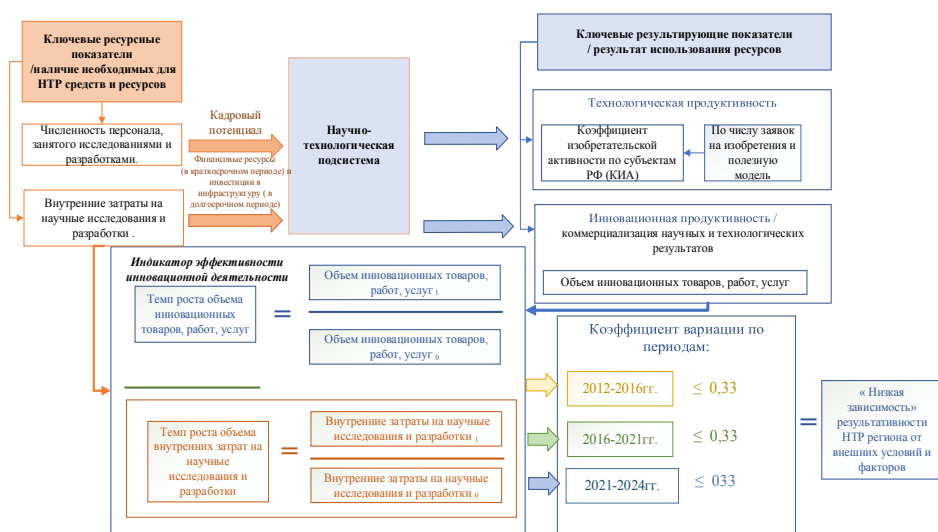 Ключевые ресурсные
показатели
/наличие необходимых для
НТР средств и ресурсов
Численность персонала,
занятого исследованиями и
разработками.
Внутренние затраты на
научные исследования и
разработки .
Кадровый
потенциал
Финансовые ресурсы
(в краткосрочном периоде) и
инвестиции в
инфраструктуру ( в
долгосрочном периоде)
Научно-
технологическая
подсистема
Ключевые результирующие показатели
/ результат использования ресурсов
Технологическая продуктивность
Коэффициент
изобретательской
активности по субъектам
РФ (КИА)
По числу заявок
на изобретения и
полезную
модель
Инновационная продуктивность /
коммерциализация научных и технологических
результатов
Объем инновационных товаров, работ, услуг
Индикатор эффективности
инновационной деятельности
Темп роста объема
инновационных
товаров, работ, услуг
=
Объем инновационных товаров,
работ, услуг 1
Объем инновационных товаров,
работ, услуг 0
Темп роста объема
внутренних затрат на
научные
исследования и
разработки
=
Внутренние затраты на научные
исследования и разработки 1
Внутренние затраты на научные
исследования и разработки 0
Коэффициент вариации по
периодам:
2012-2016гг. ≤ 0,33
2016-2021гг. ≤ 0,33
2021-2024гг. ≤ 033
=
« Низкая
зависимость»
результативности
НТР региона от
внешних условий и
факторов